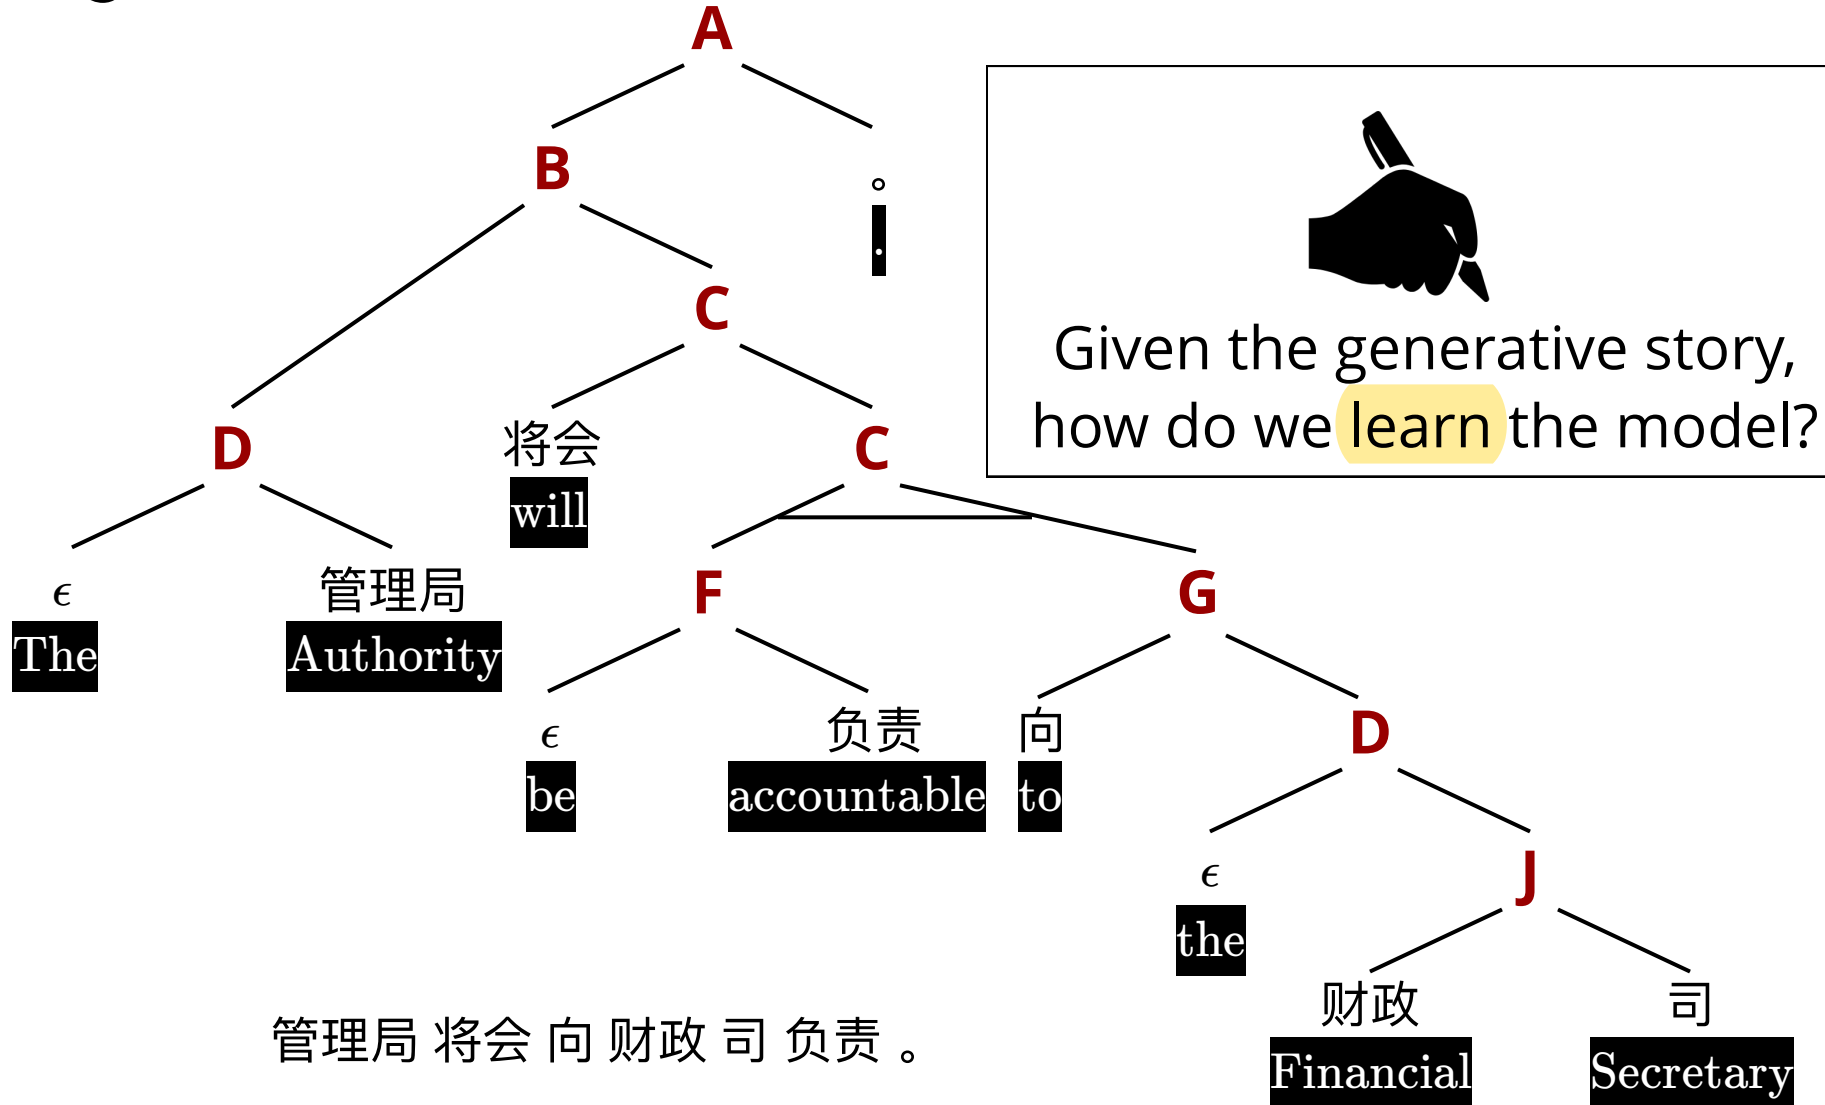 A
B
。
.
C
Given the generative story,
how do we learn the model?
D
将会
will
C
ϵ
The
管理局
Authority
F
G
ϵ
be
负责
accountable
向
to
D
ϵ
the
J
财政
Financial
司
Secretary
管理局 将会 向 财政 司 负责 。